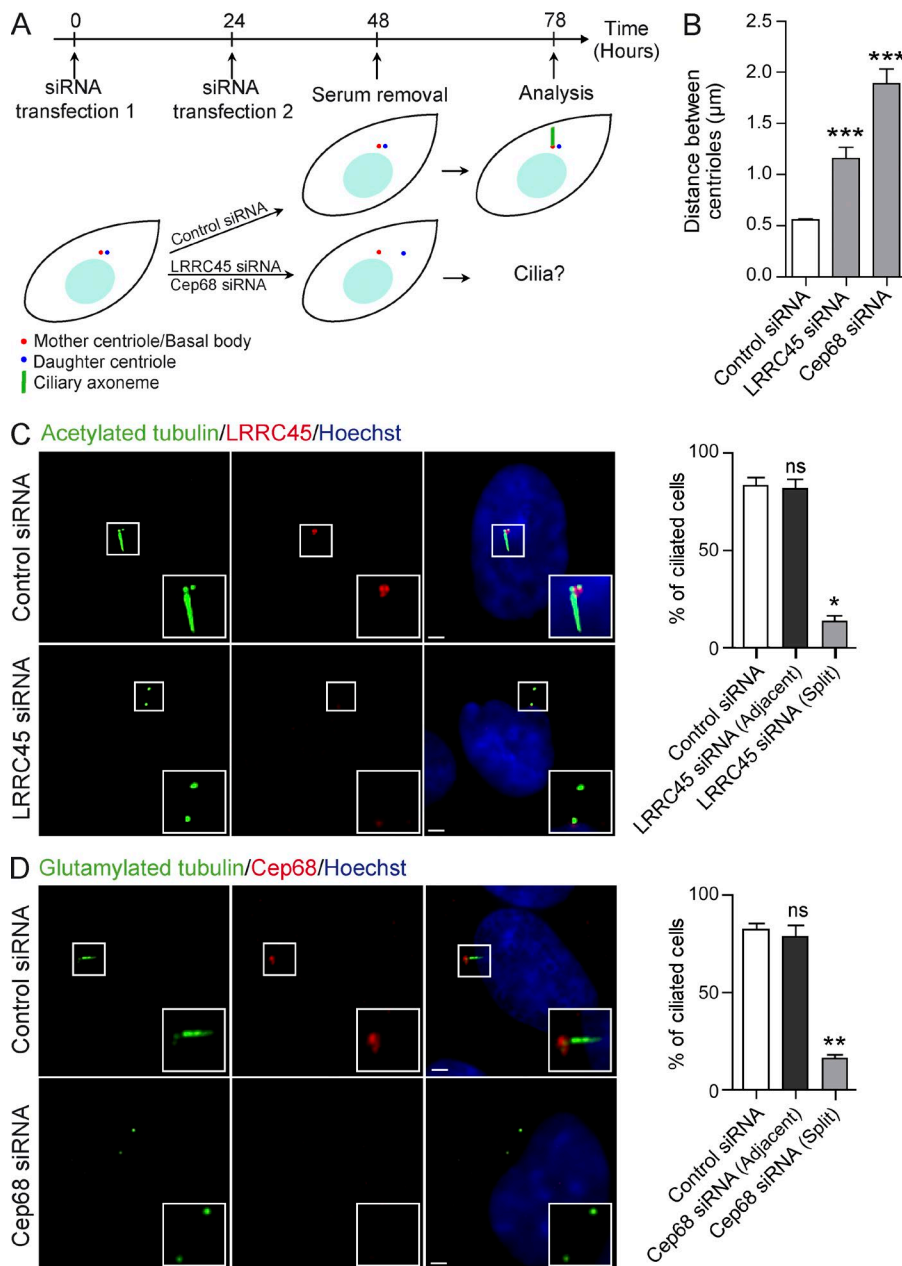 A
0 24 48 78 Time
(Hours)
siRNA
transfection 1
siRNA
transfection 2
Serum removal
Analysis
Control siRNA
LRRC45 siRNA
Cep68 siRNA
Cilia?
Mother centriole/Basal body
Daughter centriole
Ciliary axoneme
B
Distance between
centrioles (μm)
2.5
2.0
1.5
1.0
0.5
0.0
***
***
Control siRNA
LRRC45 siRNA
Cep68 siRNA
C Acetylated tubulin/LRRC45/Hoechst
Control siRNA
LRRC45 siRNA
% of ciliated cells
100
50
0
ns
*
Control siRNA
LRRC45 siRNA (Adjacent)
LRRC45 siRNA (Split)
D Glutamylated tubulin/Cep68/Hoechst
Control siRNA
Cep68 siRNA
% of ciliated cells
100
50
0
ns
**
Control siRNA
Cep68 siRNA (Adjacent)
Cep68 siRNA (Split)